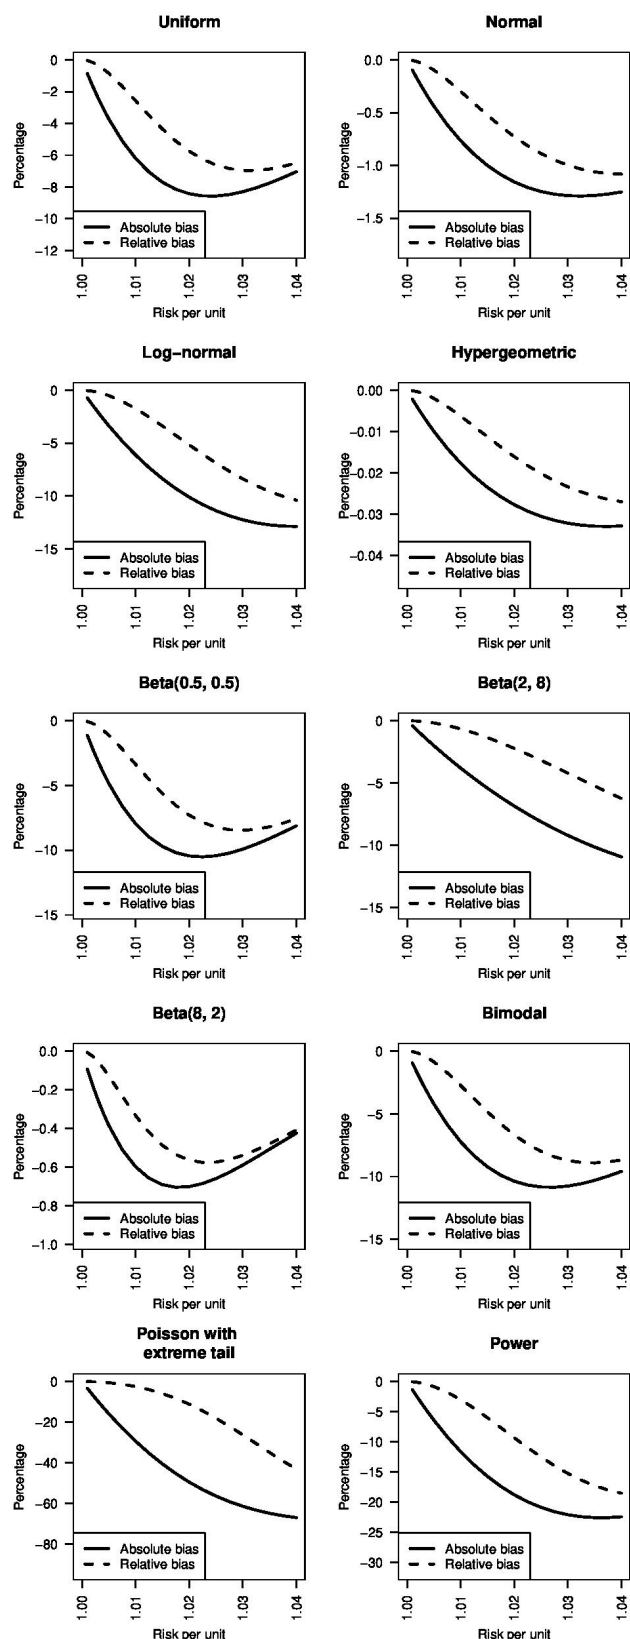 Uniform
Percentage
0
−2
−4
−6
−8
−10
−12
Absolute bias
Relative bias
1.00
1.01
1.02
1.03
1.04
Risk per unit
Normal
Percentage
0.0
−0.5
−1.0
−1.5
Absolute bias
Relative bias
1.00
1.01
1.02
1.03
1.04
Risk per unit
Log−normal
Percentage
0
−5
−10
−15
Absolute bias
Relative bias
1.00
1.01
1.02
1.03
1.04
Risk per unit
Hypergeometric
Percentage
0.00
−0.01
−0.02
−0.03
−0.04
Absolute bias
Relative bias
1.00
1.01
1.02
1.03
1.04
Risk per unit
Beta(0.5, 0.5)
Percentage
0
−5
−10
−15
Absolute bias
Relative bias
1.00
1.01
1.02
1.03
1.04
Risk per unit
Beta(2, 8)
Percentage
0
−5
−10
−15
Absolute bias
Relative bias
1.00
1.01
1.02
1.03
1.04
Risk per unit
Beta(8, 2)
Percentage
0.0
−0.2
−0.4
−0.6
−0.8
−1.0
Absolute bias
Relative bias
1.00
1.01
1.02
1.03
1.04
Risk per unit
Bimodal
Percentage
0
−5
−10
−15
Absolute bias
Relative bias
1.00
1.01
1.02
1.03
1.04
Risk per unit
Poisson with
extreme tail
Percentage
0
−20
−40
−60
−80
Absolute bias
Relative bias
1.00
1.01
1.02
1.03
1.04
Risk per unit
Power
Percentage
0
−5
−10
−15
−20
−25
−30
Absolute bias
Relative bias
1.00
1.01
1.02
1.03
1.04
Risk per unit